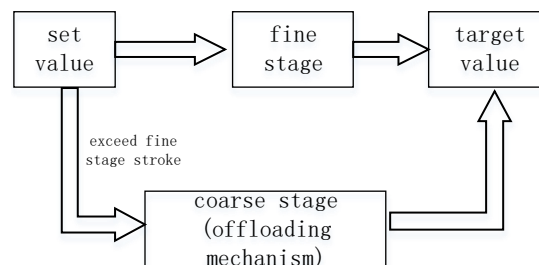 set
value
fine
stage
target
value
exceed fine
stage stroke
coarse stage
(offloading
mechanism)